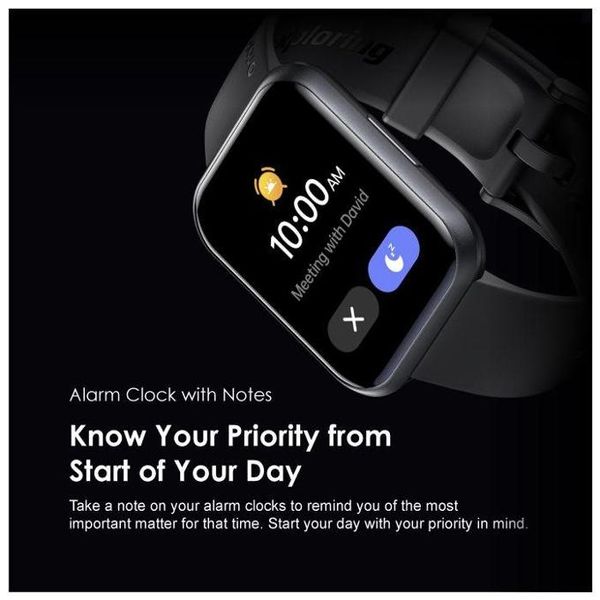 10:00 AM
Meeting with David
Alarm Clock with Notes
Know Your Priority from
Start of Your Day
Take a note on your alarm clocks to remind you of the most
important matter for that time. Start your day with your priority in mind.